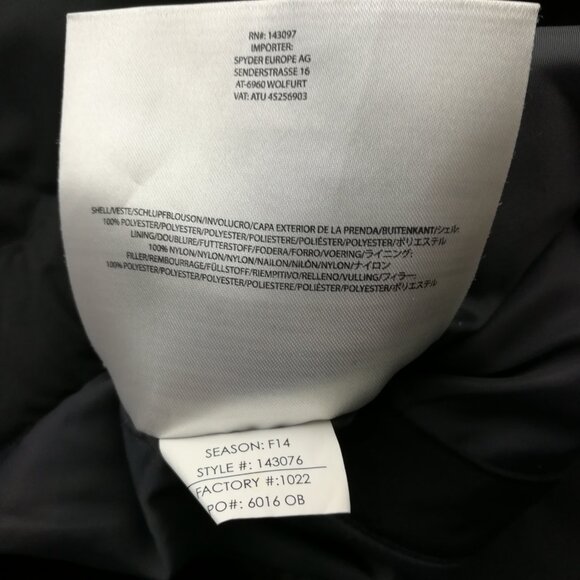 RN#: 143097
IMPORTER:
SPYDER EUROPE AG
SENDERSTRASSE 16
AT-6960 WOLFURT
VAT: ATU 45256903
SHELL/VESTE/SCHLUPFBLOUSON/INVOLUCRO/CAPA EXTERIOR DE LA PRENDA/BUITENKANT/シェル:
100% POLYESTER/POLYESTER/POLYESTER/POLIESTERE/POLIÉSTER/POLYESTER/ポリエステル
LINING/DOUBLURE/FUTTERSTOFF/FODERA/FORRO/VOERING/ライニング:
100% NYLON/NYLON/NYLON/NAILON/NILÓN/NYLON/ナイロン
FILLER/REMBOURRAGE/FÜLLSTOFF/RIEMPITIVO/RELLENO/VULLING/フィラー:
100% POLYESTER/POLYESTER/POLYESTER/POLIESTERE/POLIÉSTER/POLYESTER/ポリエステル
SEASON: F14
STYLE #: 143076
FACTORY #:1022
PO#: 6016 OB